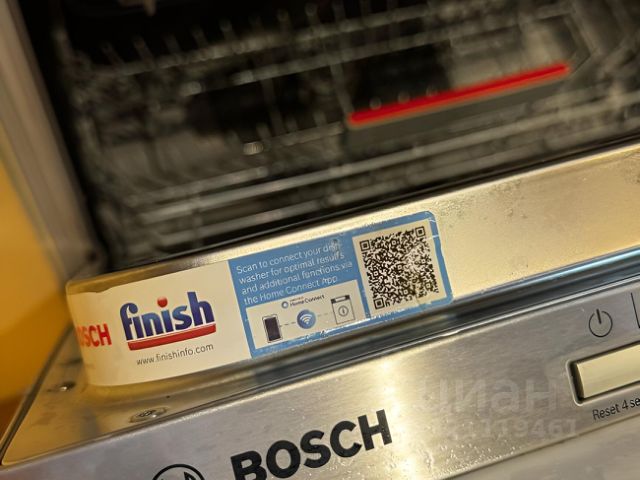 BOSCH
finish
www.finishinfo.com
Scan to connect your dish-
washer for optimal results
and additional functions via
the Home Connect App
Home Connect
Reset 4 se
BOSCH